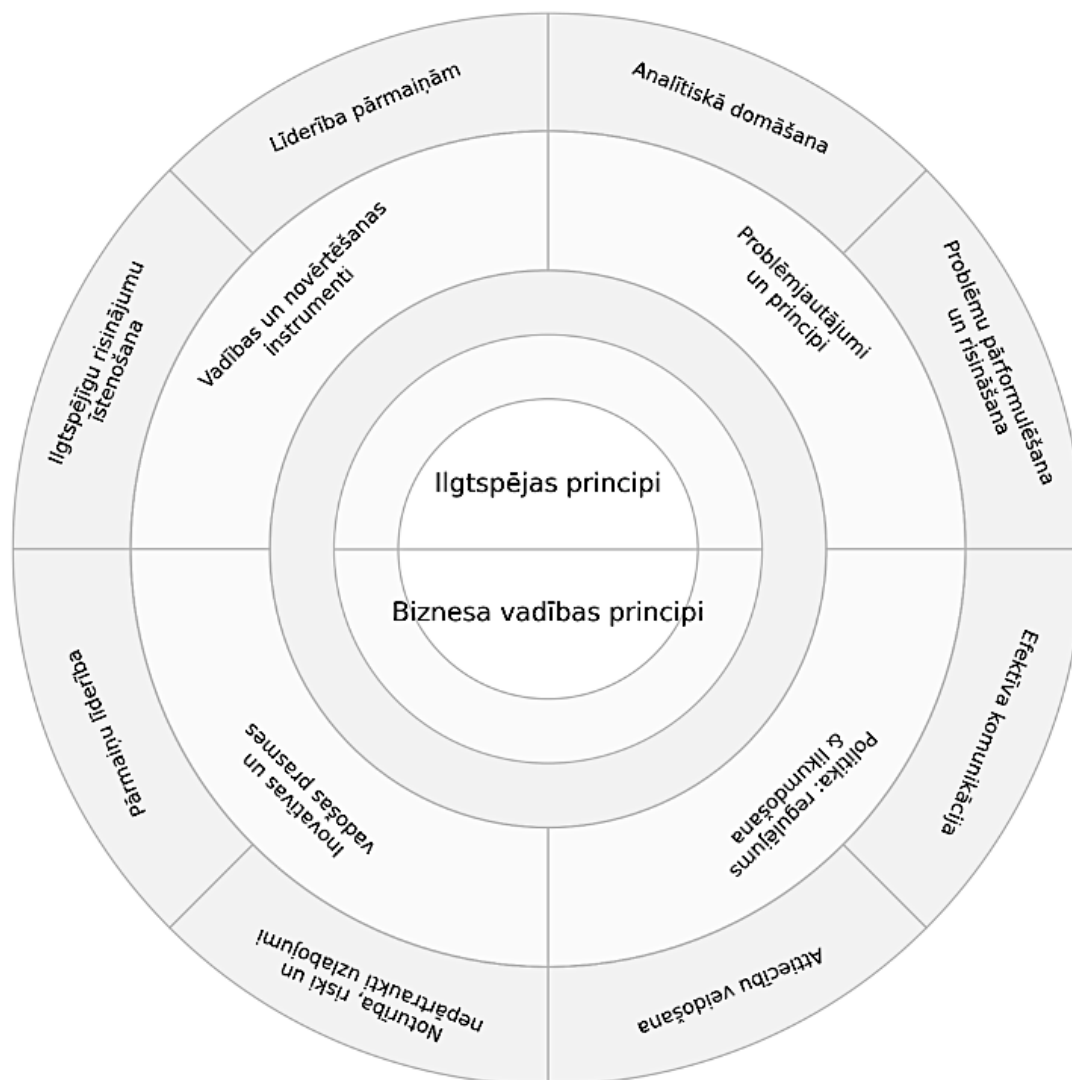 Līderība pārmaiņām
Analītiskā domāšana
Problēmu pārformulēšana
un risināšana
Efektīva komunikācija
Attiecību veidošana
Noturība, riski un
nepārtraukti uzlabojumi
Pārmaiņu līderība
Ilgtspējīgu risinājumu
īstenošana
Vadības un novērtēšanas
instrumenti
Problēmjautājumi
un principi
Politika: regulējums
& likumdošana
Inovatīvas un
vadošas prasmes
Ilgtspējas principi
Biznesa vadības principi